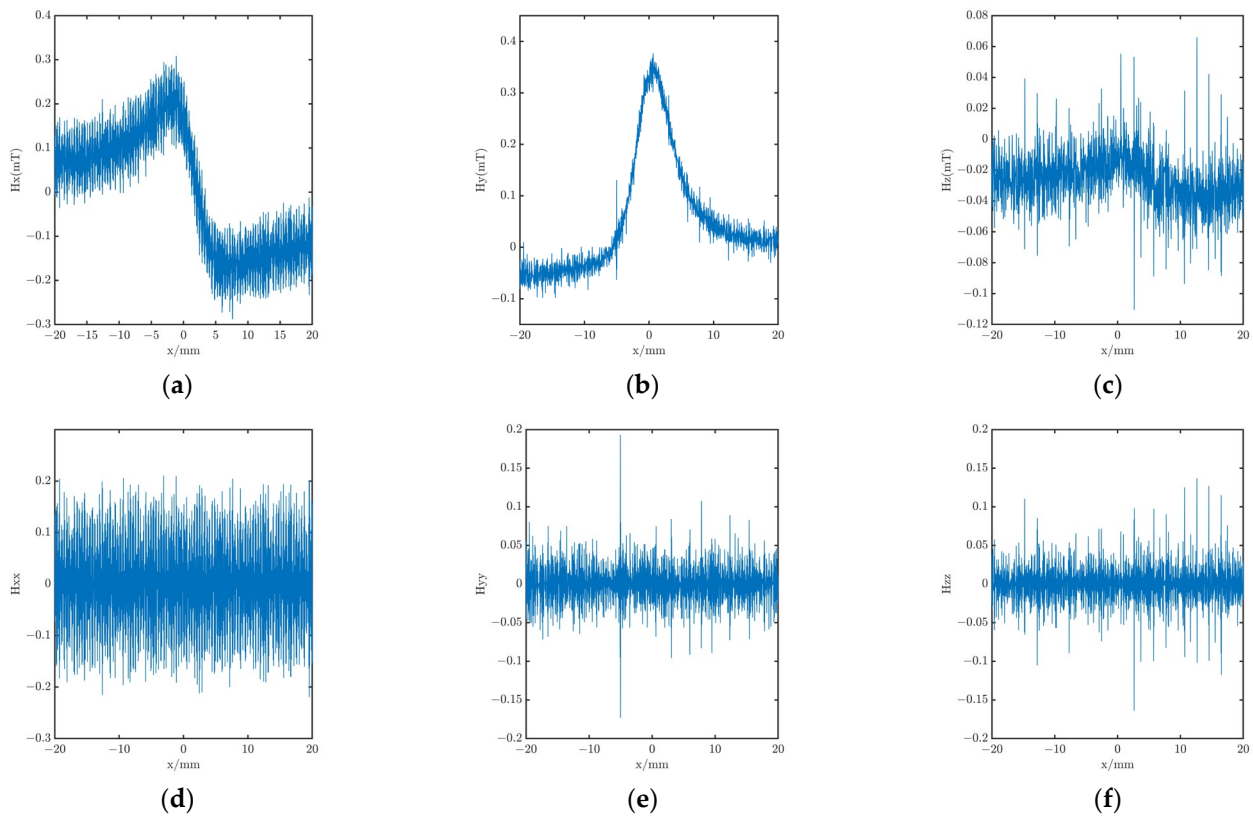 0.4
0.3
0.2
0.1
0
−0.1
−0.2
−0.3
Hx(mT)
−20 −15 −10 −5 0 5 10 15 20
x/mm
(a)
0.4
0.3
0.2
0.1
0
−0.1
Hy(mT)
−20 −10 0 10 20
x/mm
(b)
0.08
0.06
0.04
0.02
0
−0.02
−0.04
−0.06
−0.08
−0.1
−0.12
Hz(mT)
−20 −10 0 10 20
x/mm
(c)
0.2
0.1
0
−0.1
−0.2
−0.3
Hxx
−20 −10 0 10 20
x/mm
(d)
0.2
0.15
0.1
0.05
0
−0.05
−0.1
−0.15
−0.2
Hyy
−20 −10 0 10 20
x/mm
(e)
0.2
0.15
0.1
0.05
0
−0.05
−0.1
−0.15
−0.2
Hzz
−20 −10 0 10 20
x/mm
(f)